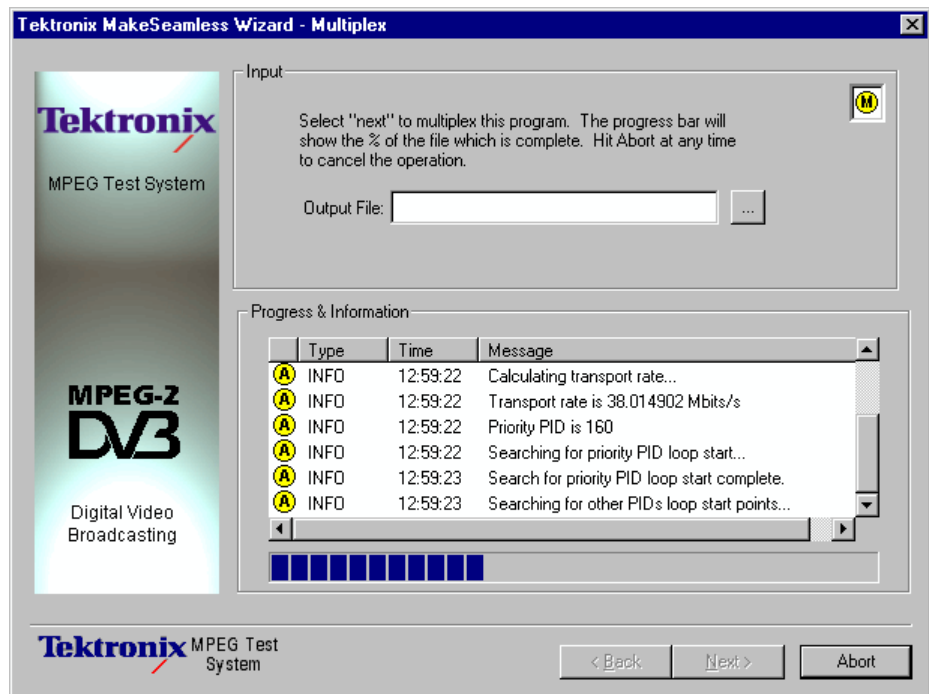 Tektronix MakeSeamless Wizard - Multiplex
Tektronix
MPEG Test System
MPEG-2
DVB
Digital Video
Broadcasting
Input
M
Select "next" to multiplex this program. The progress bar will
show the % of the file which is complete. Hit Abort at any time
to cancel the operation.
Output File: ...
Progress & Information
Type Time Message
A INFO 12:59:22 Calculating transport rate...
A INFO 12:59:22 Transport rate is 38.014902 Mbits/s
A INFO 12:59:22 Priority PID is 160
A INFO 12:59:22 Searching for priority PID loop start...
A INFO 12:59:23 Search for priority PID loop start complete.
A INFO 12:59:23 Searching for other PIDs loop start points...
Tektronix MPEG Test
System
< Back Next > Abort